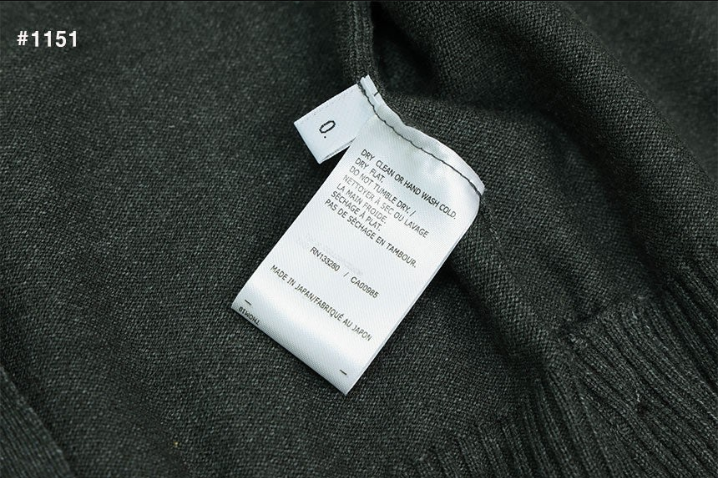 #1151
0.
DRY CLEAN OR HAND WASH COLD.
DRY FLAT.
DO NOT TUMBLE DRY./
NETTOYER À SEC OU LAVAGE
LA MAIN FROIDE.
SÉCHAGE À PLAT.
PAS DE SÉCHAGE EN TAMBOUR.
RN133280 / CA00985
MADE IN JAPAN/FABRIQUÉ AU JAPON